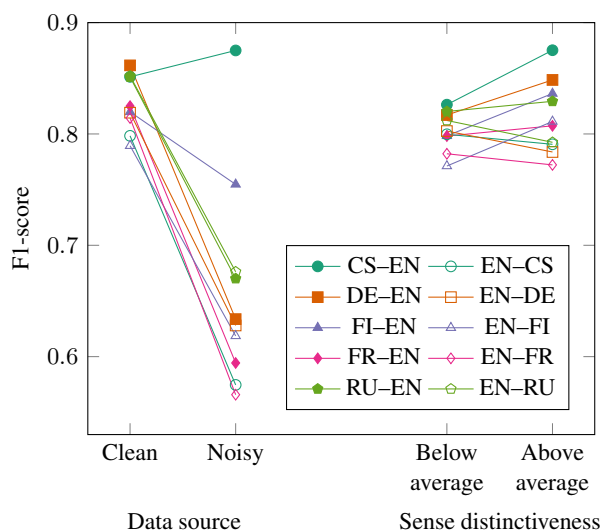 0.9
0.8
0.7
0.6
F1-score
CS–EN EN–CS
DE–EN EN–DE
FI–EN EN–FI
FR–EN EN–FR
RU–EN EN–RU
Clean Noisy Below Above
average average
Data source Sense distinctiveness